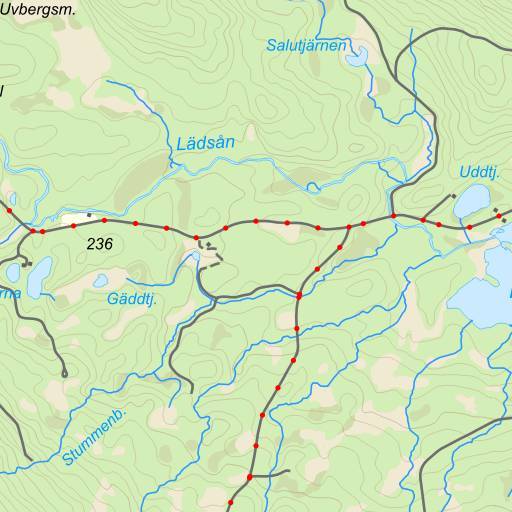 Uvbergsm.
Salutjärnen
Lädsån
Uddtj.
236
Gäddtj.
Stummenb.